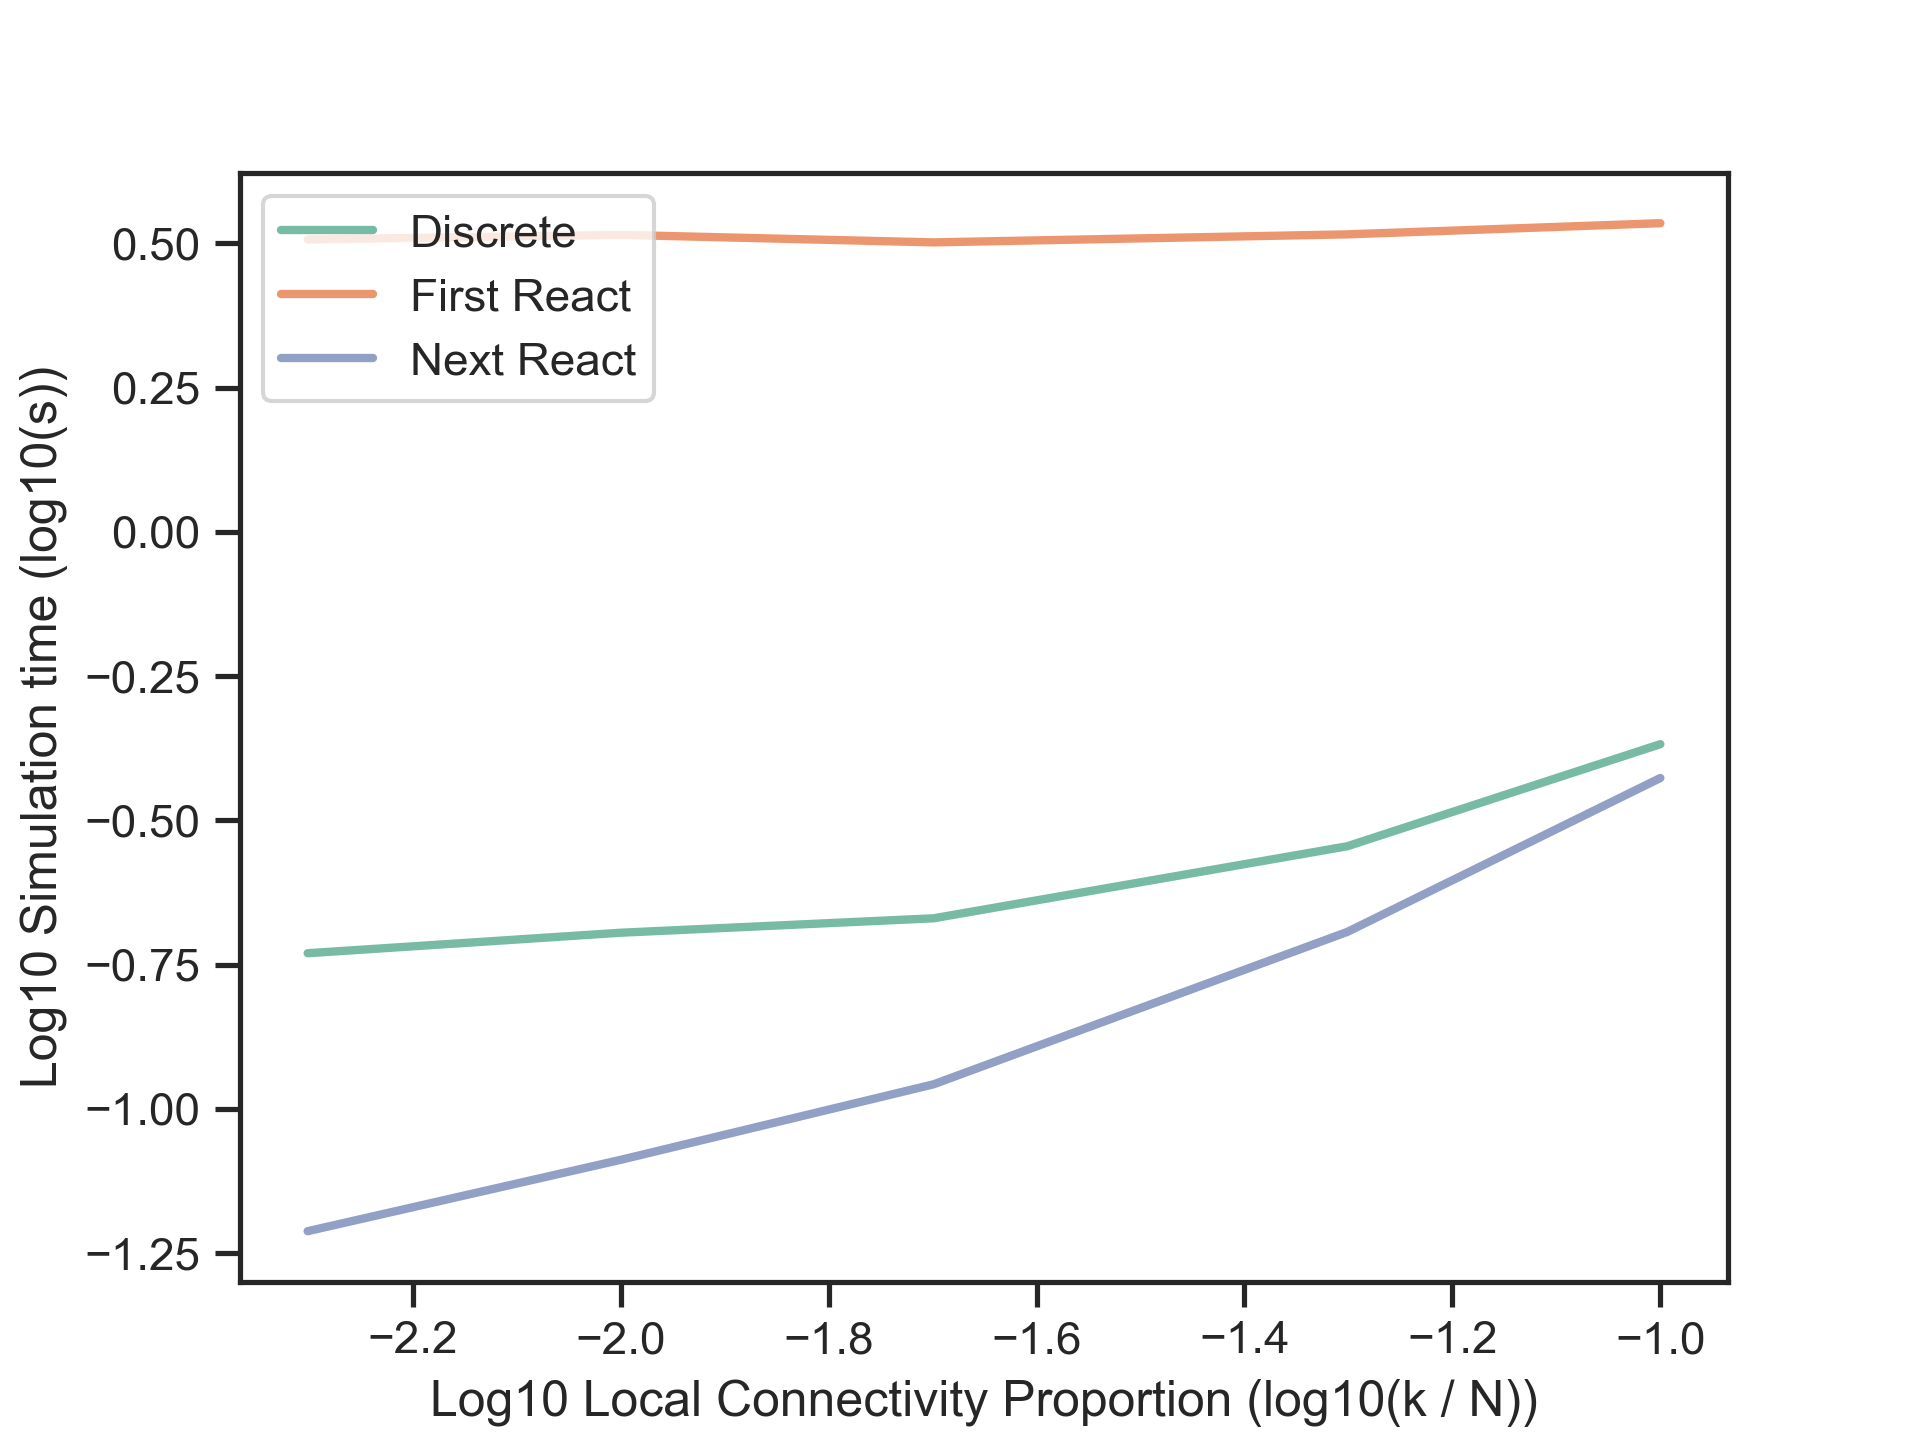 Discrete
First React
Next React
0.50
0.25
0.00
−0.25
−0.50
−0.75
−1.00
−1.25
Log10 Simulation time (log10(s))
−2.2 −2.0 −1.8 −1.6 −1.4 −1.2 −1.0
Log10 Local Connectivity Proportion (log10(k / N))